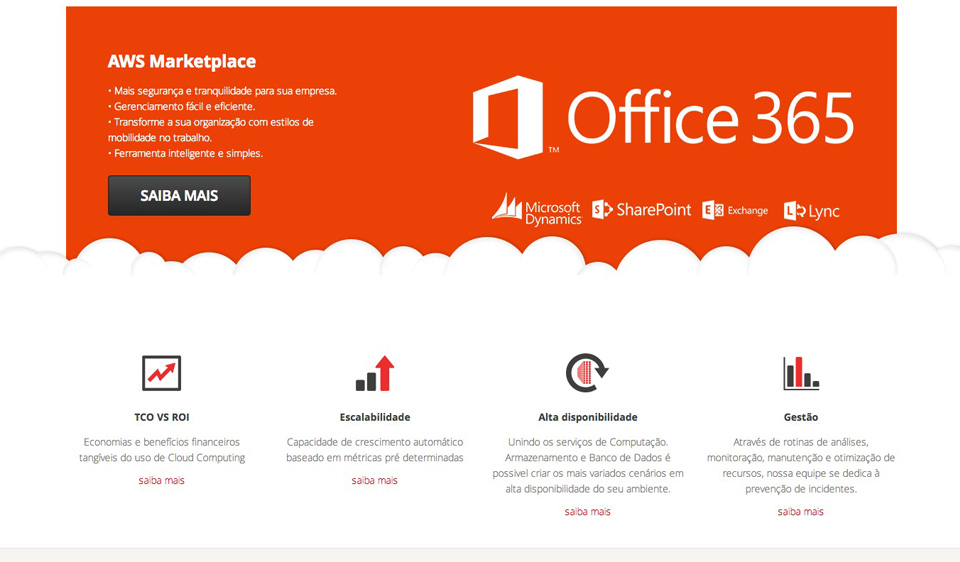 AWS Marketplace
• Mais segurança e tranquilidade para sua empresa.
• Gerenciamento fácil e eficiente.
• Transforme a sua organização com estilos de
mobilidade no trabalho.
• Ferramenta inteligente e simples.
SAIBA MAIS
Office 365
TM
Microsoft
Dynamics
S SharePoint
E Exchange
L Lync
TCO VS ROI
Economias e benefícios financeiros
tangíveis do uso de Cloud Computing
saiba mais
Escalabilidade
Capacidade de crescimento automático
baseado em métricas pré determinadas
saiba mais
Alta disponibilidade
Unindo os serviços de Computação.
Armazenamento e Banco de Dados é
possivel criar os mais variados cenários em
alta disponibilidade do seu ambiente.
saiba mais
Gestão
Através de rotinas de análises,
monitoração, manutenção e otimização de
recursos, nossa equipe se dedica à
prevenção de incidentes.
saiba mais